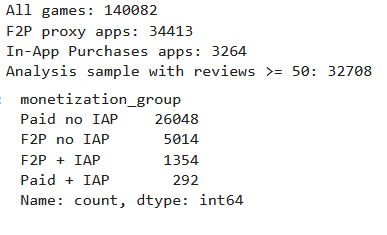 All games: 140082
F2P proxy apps: 34413
In-App Purchases apps: 3264
Analysis sample with reviews >= 50: 32708
: monetization_group
Paid no IAP 26048
F2P no IAP 5014
F2P + IAP 1354
Paid + IAP 292
Name: count, dtype: int64